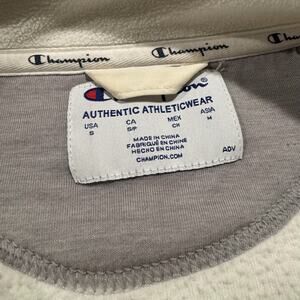 Champion
Champion
Champion
Champion
AUTHENTIC ATHLETICWEAR
USA CA MEX ASIA
S S/P CH M
MADE IN CHINA
FABRIQUÉ EN CHINE
HECHO EN CHINA
CHAMPION.COM
ADV